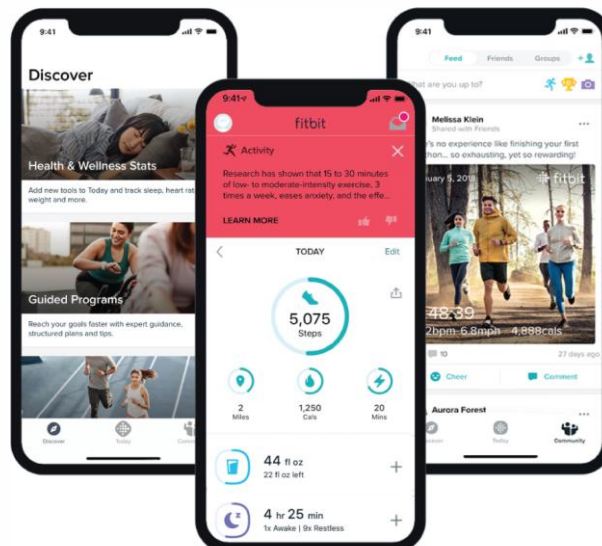 9:41
Discover
Health & Wellness Stats
Add new tools to Today and track sleep, heart rat
weight and more.
Guided Programs
Reach your goals faster with expert guidance,
structured plans and tips.
Discover
Today
9:41
fitbit
Activity
Research has shown that 15 to 30 minutes
of low- to moderate-intensity exercise, 3
times a week, eases anxiety, and the effe...
LEARN MORE
TODAY
Edit
5,075
Steps
2
Miles
1,250
Cals
20
Mins
44 fl oz
22 fl oz left
4 hr 25 min
1x Awake | 9x Restless
9:41
Feed
Friends
Groups
hat are you up to?
Melissa Klein
Shared with Friends
's no experience like finishing your first
thon... so exhausting, yet so rewarding!
uary 5, 2018
fitbit
48:39
2bpm 6.8mph 4,888cals
10
27 days ago
Cheer
Comment
Aurora Forest
Today
Community